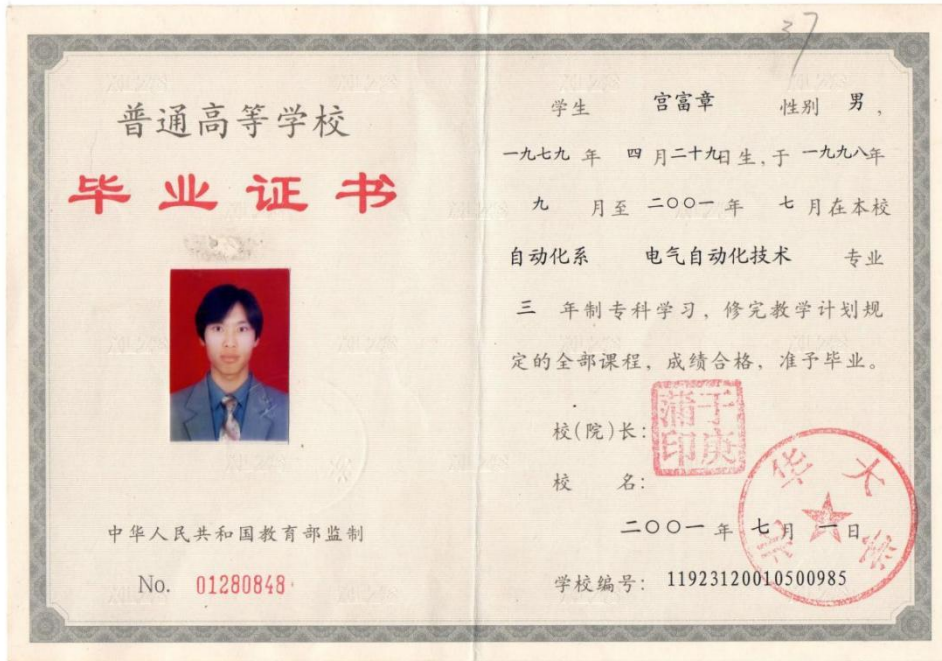 37
普通高等学校
毕业证书
中华人民共和国教育部监制
No. 01280848
学生 宫富章 性别 男，
一九七九 年 四 月二十九日生，于 一九九八年
九 月至 二〇〇一 年 七 月在本校
自动化系 电气自动化技术 专业
三 年制专科学习，修完教学计划规
定的全部课程，成绩合格，准予毕业。
校(院)长：
于庚蒲印
校 名：
北华大学
二〇〇一 年 七 月 一 日
学校编号：11923120010500985